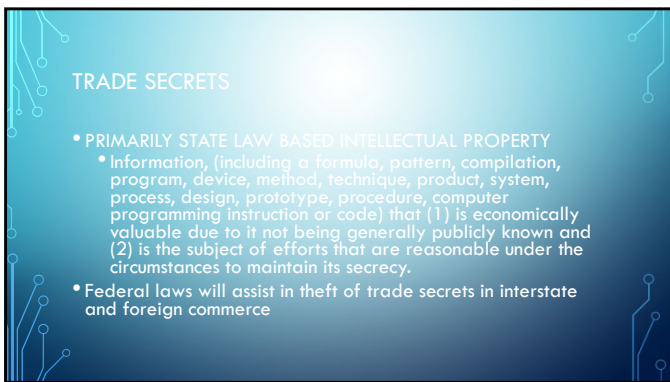 TRADE SECRETS
• PRIMARILY STATE LAW BASED INTELLECTUAL PROPERTY
• Information, (including a formula, pattern, compilation,
program, device, method, technique, product, system,
process, design, prototype, procedure, computer
programming instruction or code) that (1) is economically
valuable due to it not being generally publicly known and
(2) is the subject of efforts that are reasonable under the
circumstances to maintain its secrecy.
• Federal laws will assist in theft of trade secrets in interstate
and foreign commerce